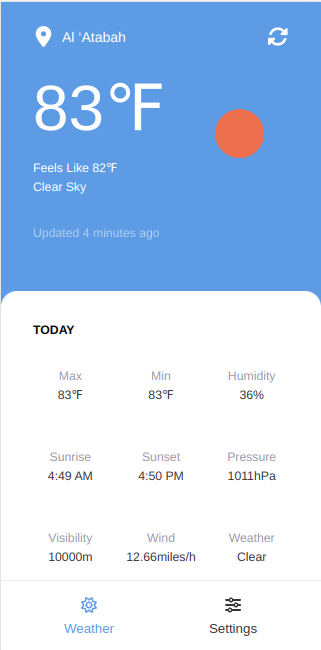 Al ‘Atabah
83℉
Feels Like 82℉
Clear Sky
Updated 4 minutes ago
TODAY
Max Min Humidity
83℉ 83℉ 36%
Sunrise Sunset Pressure
4:49 AM 4:50 PM 1011hPa
Visibility Wind Weather
10000m 12.66miles/h Clear
Weather Settings